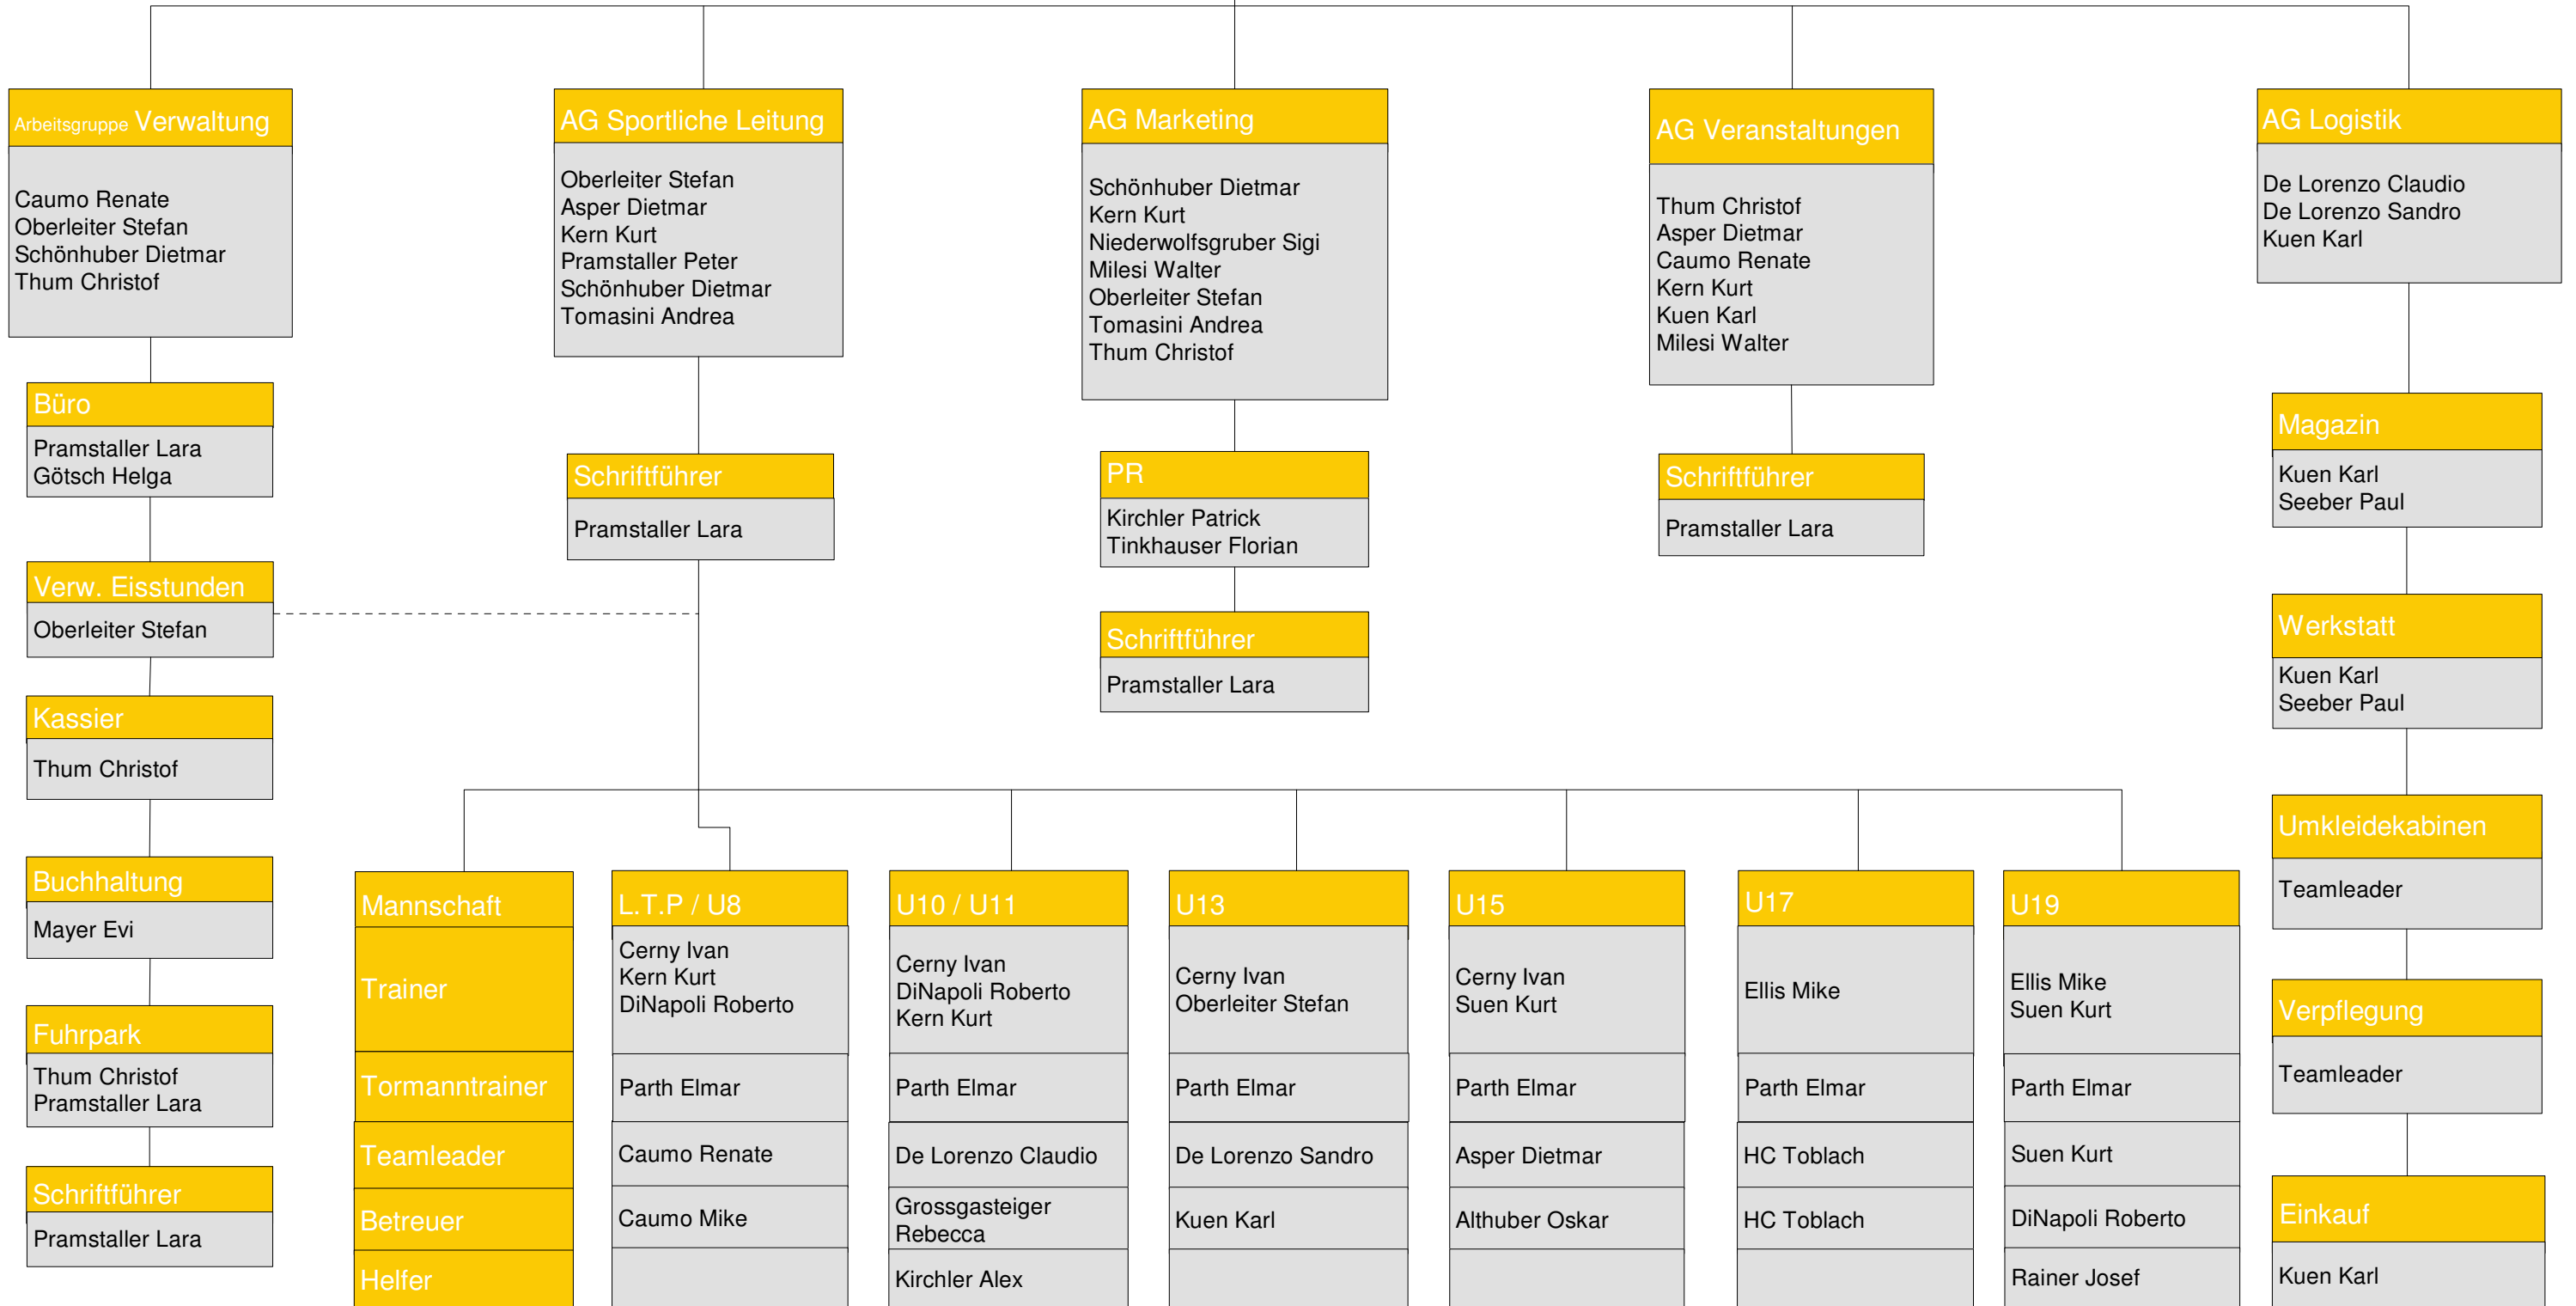 Arbeitsgruppe Verwaltung
Caumo Renate
Oberleiter Stefan
Schönhuber Dietmar
Thum Christof
Büro
Pramstaller Lara
Götsch Helga
Verw. Eisstunden
Oberleiter Stefan
Kassier
Thum Christof
Buchhaltung
Mayer Evi
Fuhrpark
Thum Christof
Pramstaller Lara
Schriftführer
Pramstaller Lara
AG Sportliche Leitung
Oberleiter Stefan
Asper Dietmar
Kern Kurt
Pramstaller Peter
Schönhuber Dietmar
Tomasini Andrea
Schriftführer
Pramstaller Lara
AG Marketing
Schönhuber Dietmar
Kern Kurt
Niederwolfsgruber Sigi
Milesi Walter
Oberleiter Stefan
Tomasini Andrea
Thum Christof
PR
Kirchler Patrick
Tinkhauser Florian
Schriftführer
Pramstaller Lara
AG Veranstaltungen
Thum Christof
Asper Dietmar
Caumo Renate
Kern Kurt
Kuen Karl
Milesi Walter
Schriftführer
Pramstaller Lara
AG Logistik
De Lorenzo Claudio
De Lorenzo Sandro
Kuen Karl
Magazin
Kuen Karl
Seeber Paul
Werkstatt
Kuen Karl
Seeber Paul
Umkleidekabinen
Teamleader
Verpflegung
Teamleader
Einkauf
Kuen Karl
Mannschaft
Trainer
Tormanntrainer
Teamleader
Betreuer
Helfer
L.T.P / U8
Cerny Ivan
Kern Kurt
DiNapoli Roberto
Parth Elmar
Caumo Renate
Caumo Mike
U10 / U11
Cerny Ivan
DiNapoli Roberto
Kern Kurt
Parth Elmar
De Lorenzo Claudio
Grossgasteiger
Rebecca
Kirchler Alex
U13
Cerny Ivan
Oberleiter Stefan
Parth Elmar
De Lorenzo Sandro
Kuen Karl
U15
Cerny Ivan
Suen Kurt
Parth Elmar
Asper Dietmar
Althuber Oskar
U17
Ellis Mike
Parth Elmar
HC Toblach
HC Toblach
U19
Ellis Mike
Suen Kurt
Parth Elmar
Suen Kurt
DiNapoli Roberto
Rainer Josef